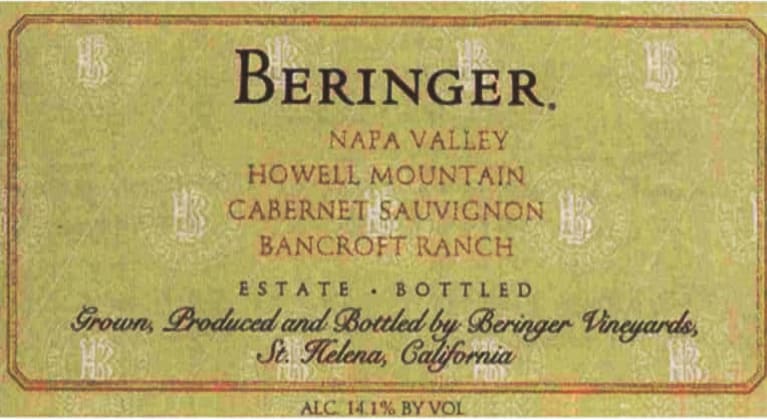 BERINGER.
NAPA VALLEY
HOWELL MOUNTAIN
CABERNET SAUVIGNON
BANCROFT RANCH
ESTATE · BOTTLED
Grown, Produced and Bottled by Beringer Vineyards,
St. Helena, California
ALC. 14.1% BY VOL